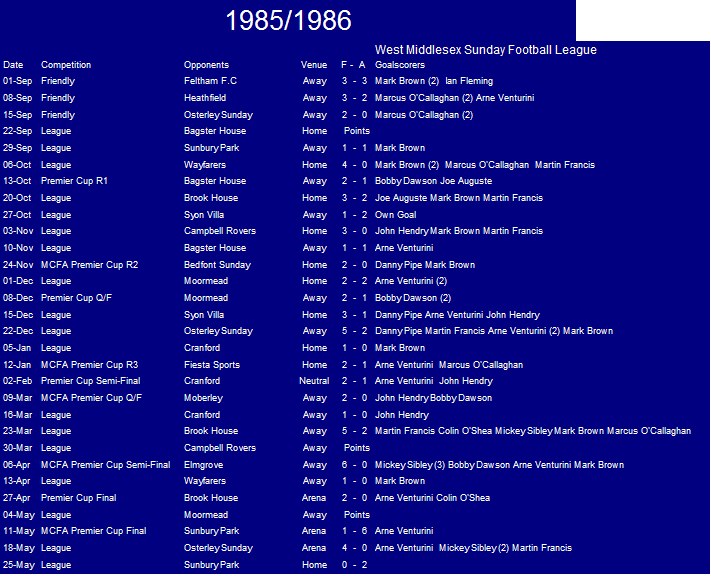 1985/1986
West Middlesex Sunday Football League
Date Competition Opponents Venue F - A Goalscorers
01-Sep Friendly Feltham F.C Away 3 - 3 Mark Brown (2) Ian Fleming
08-Sep Friendly Heathfield Away 3 - 2 Marcus O'Callaghan (2) Arne Venturini
15-Sep Friendly Osterley Sunday Away 2 - 0 Marcus O'Callaghan (2)
22-Sep League Bagster House Home Points
29-Sep League Sunbury Park Away 1 - 1 Mark Brown
06-Oct League Wayfarers Home 4 - 0 Mark Brown (2) Marcus O'Callaghan Martin Francis
13-Oct Premier Cup R1 Bagster House Away 2 - 1 Bobby Dawson Joe Auguste
20-Oct League Brook House Home 3 - 2 Joe Auguste Mark Brown Martin Francis
27-Oct League Syon Villa Away 1 - 2 Own Goal
03-Nov League Campbell Rovers Home 3 - 0 John Hendry Mark Brown Martin Francis
10-Nov League Bagster House Away 1 - 1 Arne Venturini
24-Nov MCFA Premier Cup R2 Bedfont Sunday Home 2 - 0 Danny Pipe Mark Brown
01-Dec League Moormead Home 2 - 2 Arne Venturini (2)
08-Dec Premier Cup Q/F Moormead Away 2 - 1 Bobby Dawson (2)
15-Dec League Syon Villa Home 3 - 1 Danny Pipe Arne Venturini John Hendry
22-Dec League Osterley Sunday Away 5 - 2 Danny Pipe Martin Francis Arne Venturini (2) Mark Brown
05-Jan League Cranford Home 1 - 0 Mark Brown
12-Jan MCFA Premier Cup R3 Fiesta Sports Home 2 - 1 Arne Venturini Marcus O'Callaghan
02-Feb Premier Cup Semi-Final Cranford Neutral 2 - 1 Arne Venturini John Hendry
09-Mar MCFA Premier Cup Q/F Moberley Away 2 - 0 John Hendry Bobby Dawson
16-Mar League Cranford Away 1 - 0 John Hendry
23-Mar League Brook House Away 5 - 2 Martin Francis Colin O'Shea Mickey Sibley Mark Brown Marcus O'Callaghan
30-Mar League Campbell Rovers Away Points
06-Apr MCFA Premier Cup Semi-Final Elmgrove Away 6 - 0 Mickey Sibley (3) Bobby Dawson Arne Venturini Mark Brown
13-Apr League Wayfarers Away 1 - 0 Mark Brown
27-Apr Premier Cup Final Brook House Arena 2 - 0 Arne Venturini Colin O'Shea
04-May League Moormead Away Points
11-May MCFA Premier Cup Final Sunbury Park Arena 1 - 6 Arne Venturini
18-May League Osterley Sunday Arena 4 - 0 Arne Venturini Mickey Sibley (2) Martin Francis
25-May League Sunbury Park Home 0 - 2